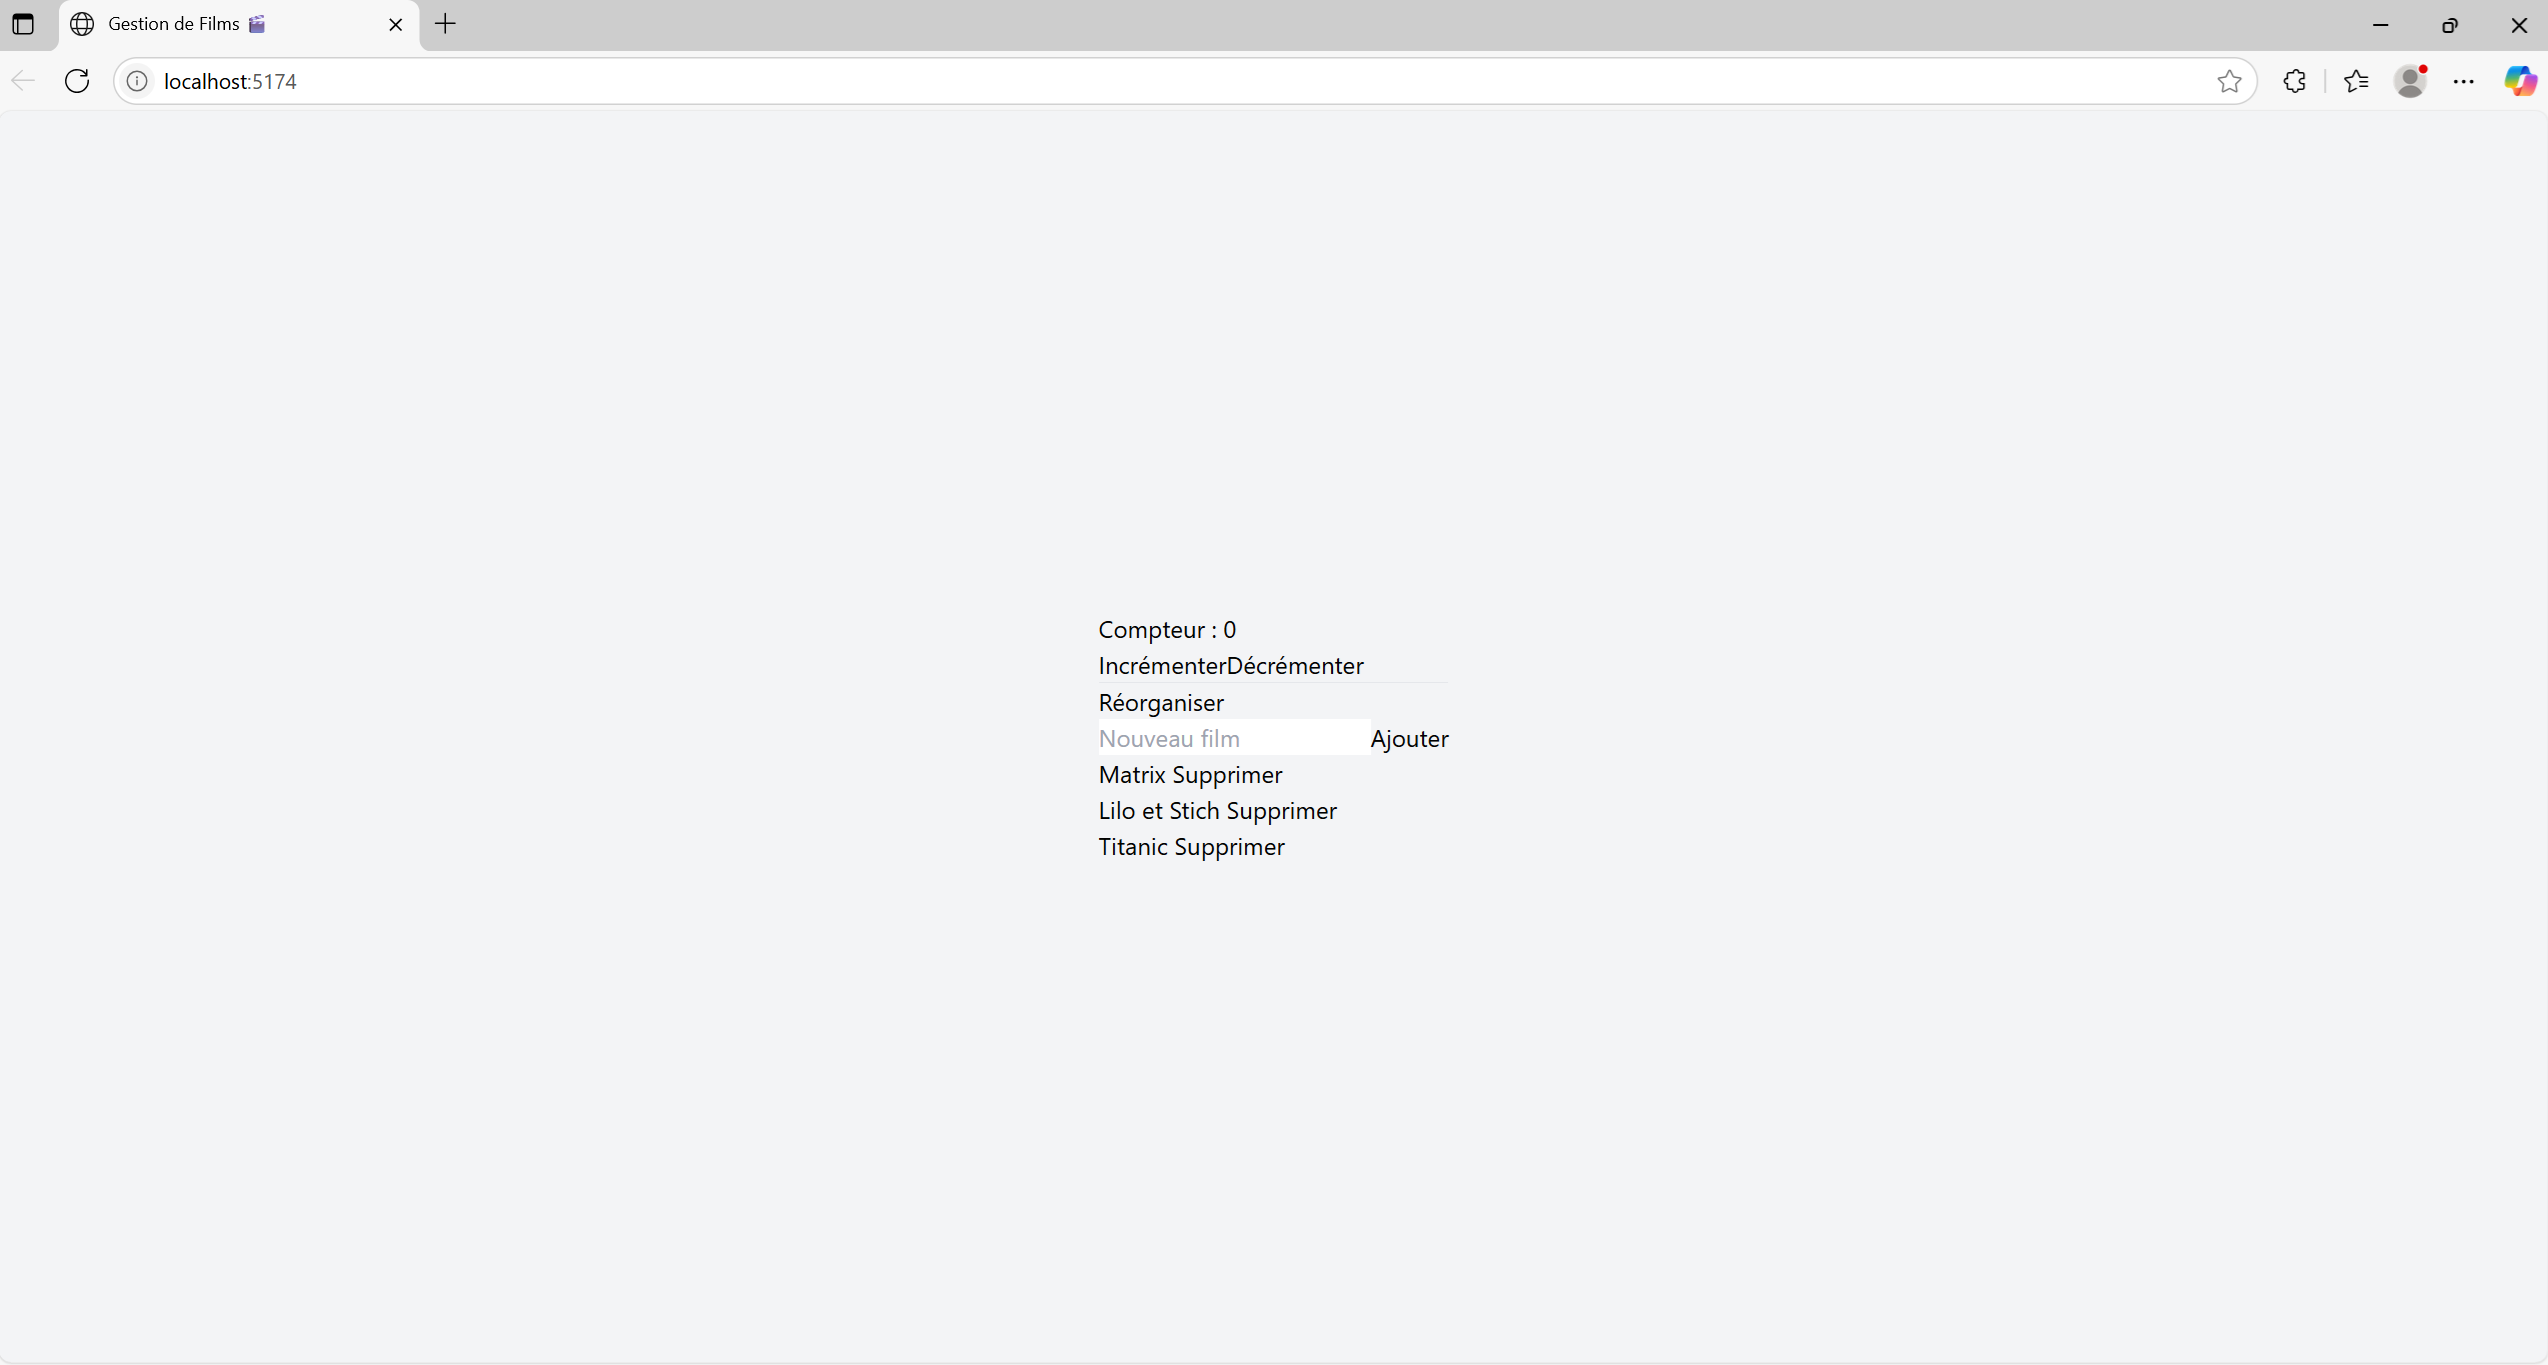 Gestion de Films 🎬
localhost:5174
Compteur : 0
IncrémenterDécrémenter
Réorganiser
Nouveau film Ajouter
Matrix Supprimer
Lilo et Stich Supprimer
Titanic Supprimer